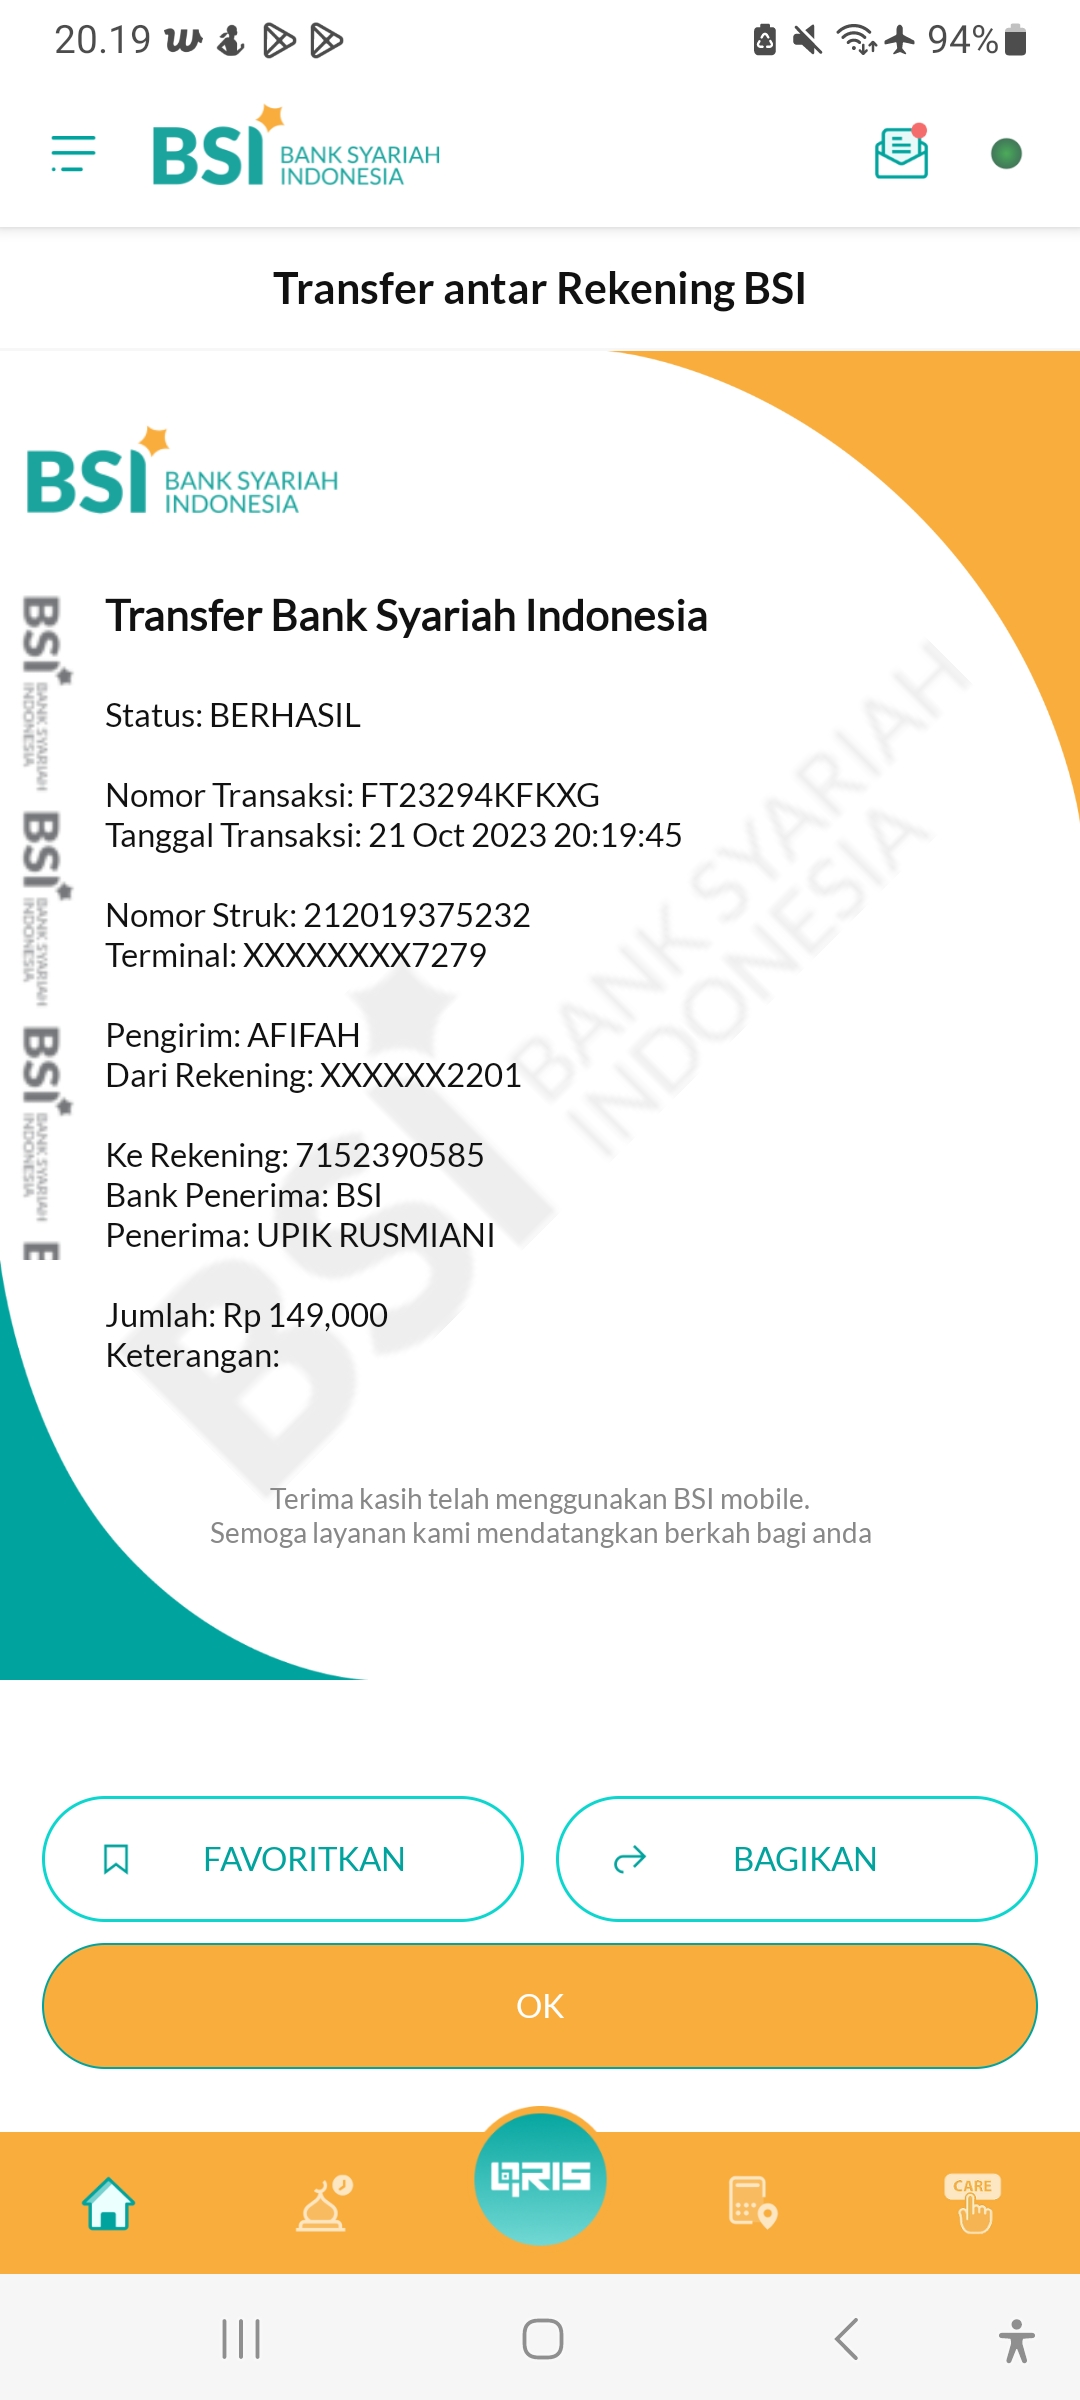 20.19
94%
BSI BANK SYARIAH
INDONESIA
Transfer antar Rekening BSI
BSI BANK SYARIAH
INDONESIA
Transfer Bank Syariah Indonesia
Status: BERHASIL
Nomor Transaksi: FT23294KFKXG
Tanggal Transaksi: 21 Oct 2023 20:19:45
Nomor Struk: 212019375232
Terminal: XXXXXXXX7279
Pengirim: AFIFAH
Dari Rekening: XXXXXX2201
Ke Rekening: 7152390585
Bank Penerima: BSI
Penerima: UPIK RUSMIANI
Jumlah: Rp 149,000
Keterangan:
BSI BANK SYARIAH
INDONESIA
BSI BANK SYARIAH
INDONESIA
BSI BANK SYARIAH
INDONESIA
BSI BANK SYARIAH
INDONESIA
Terima kasih telah menggunakan BSI mobile.
Semoga layanan kami mendatangkan berkah bagi anda
FAVORITKAN
BAGIKAN
OK
QRIS
CARE